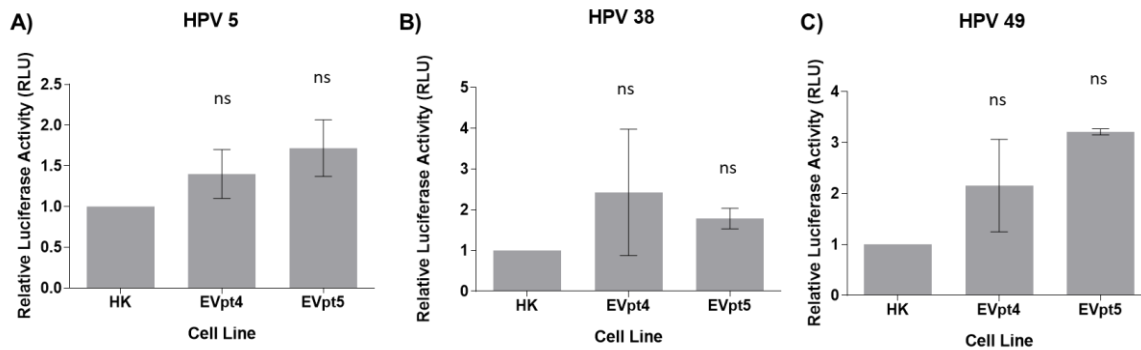 A)
HPV 5
Relative Luciferase Activity (RLU)
2.5
2.0
1.5
1.0
0.5
0.0
ns
ns
HK
EVpt4
EVpt5
Cell Line
B)
HPV 38
Relative Luciferase Activity (RLU)
5
4
3
2
1
0
ns
ns
HK
EVpt4
EVpt5
Cell Line
C)
HPV 49
Relative Luciferase Activity (RLU)
4
3
2
1
0
ns
ns
HK
EVpt4
EVpt5
Cell Line